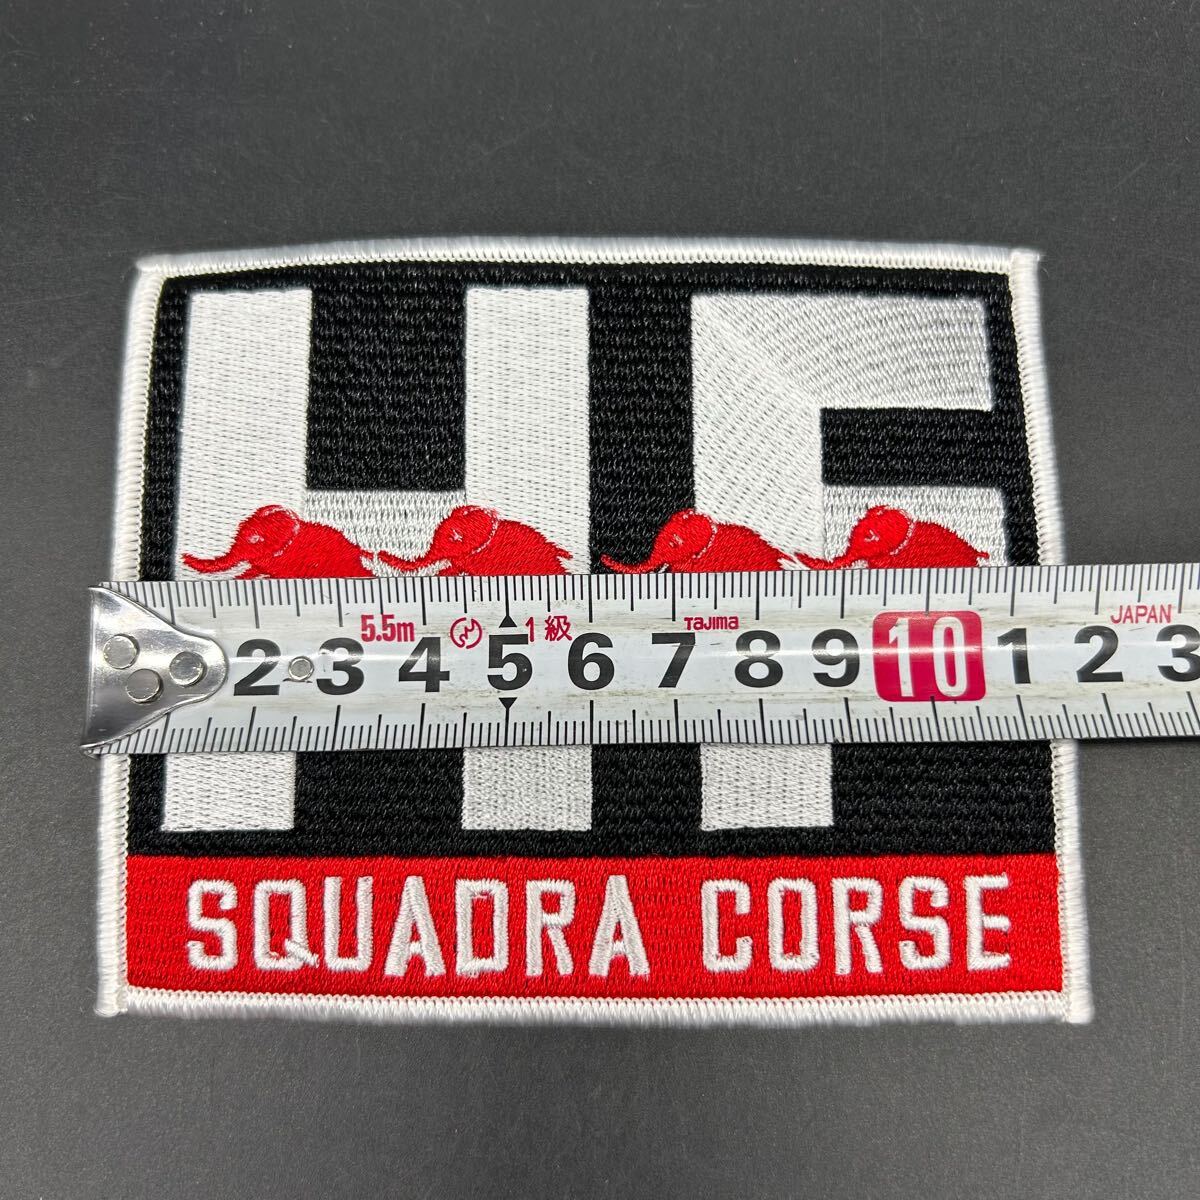 HF
5.5m 1級 Tajima JAPAN
2 3 4 5 6 7 8 9 10 1 2 3
SQUADRA CORSE